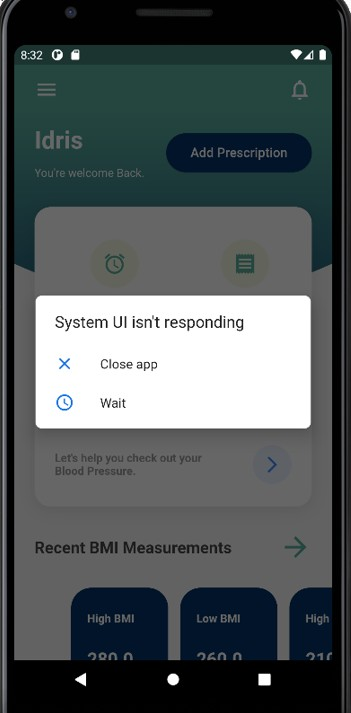 8:32
Idris
Add Prescription
You're welcome Back.
System UI isn't responding
Close app
Wait
Let's help you check out your
Blood Pressure.
Recent BMI Measurements
High BMI Low BMI High
280.0 260.0 210